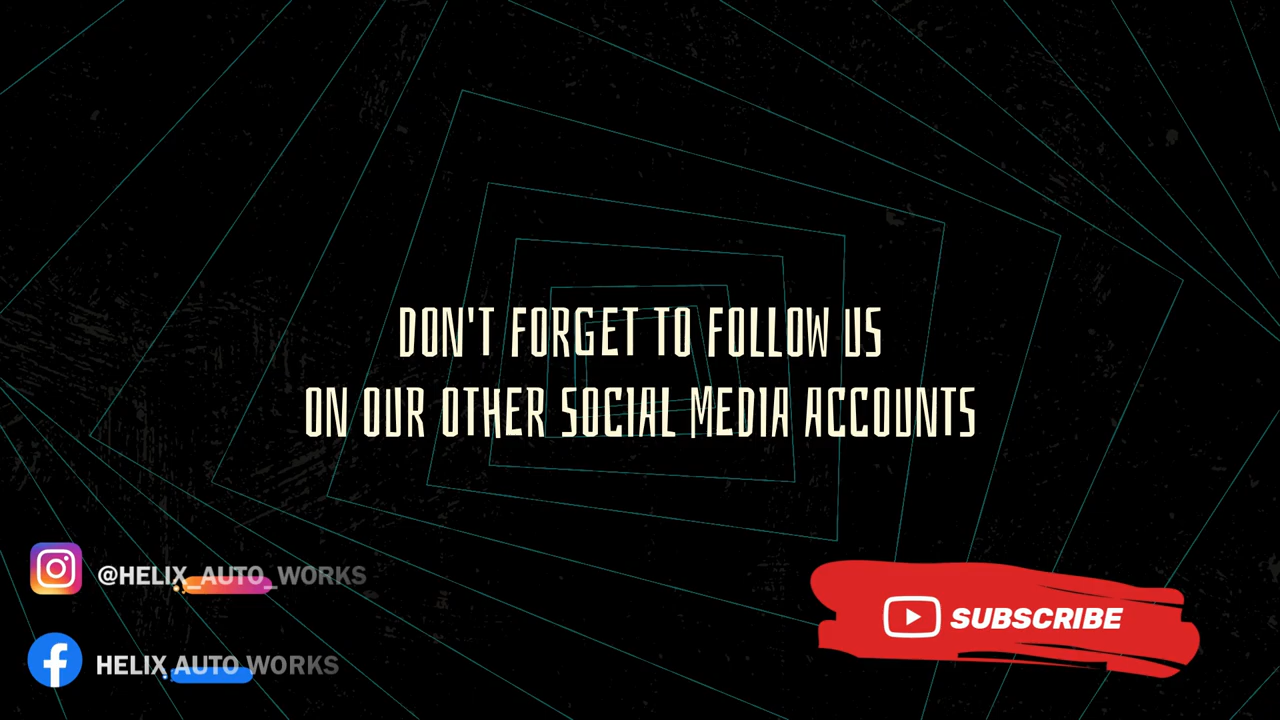 DON'T FORGET TO FOLLOW US
ON OUR OTHER SOCIAL MEDIA ACCOUNTS
@HELIX_AUTO_WORKS
HELIX AUTO WORKS
SUBSCRIBE